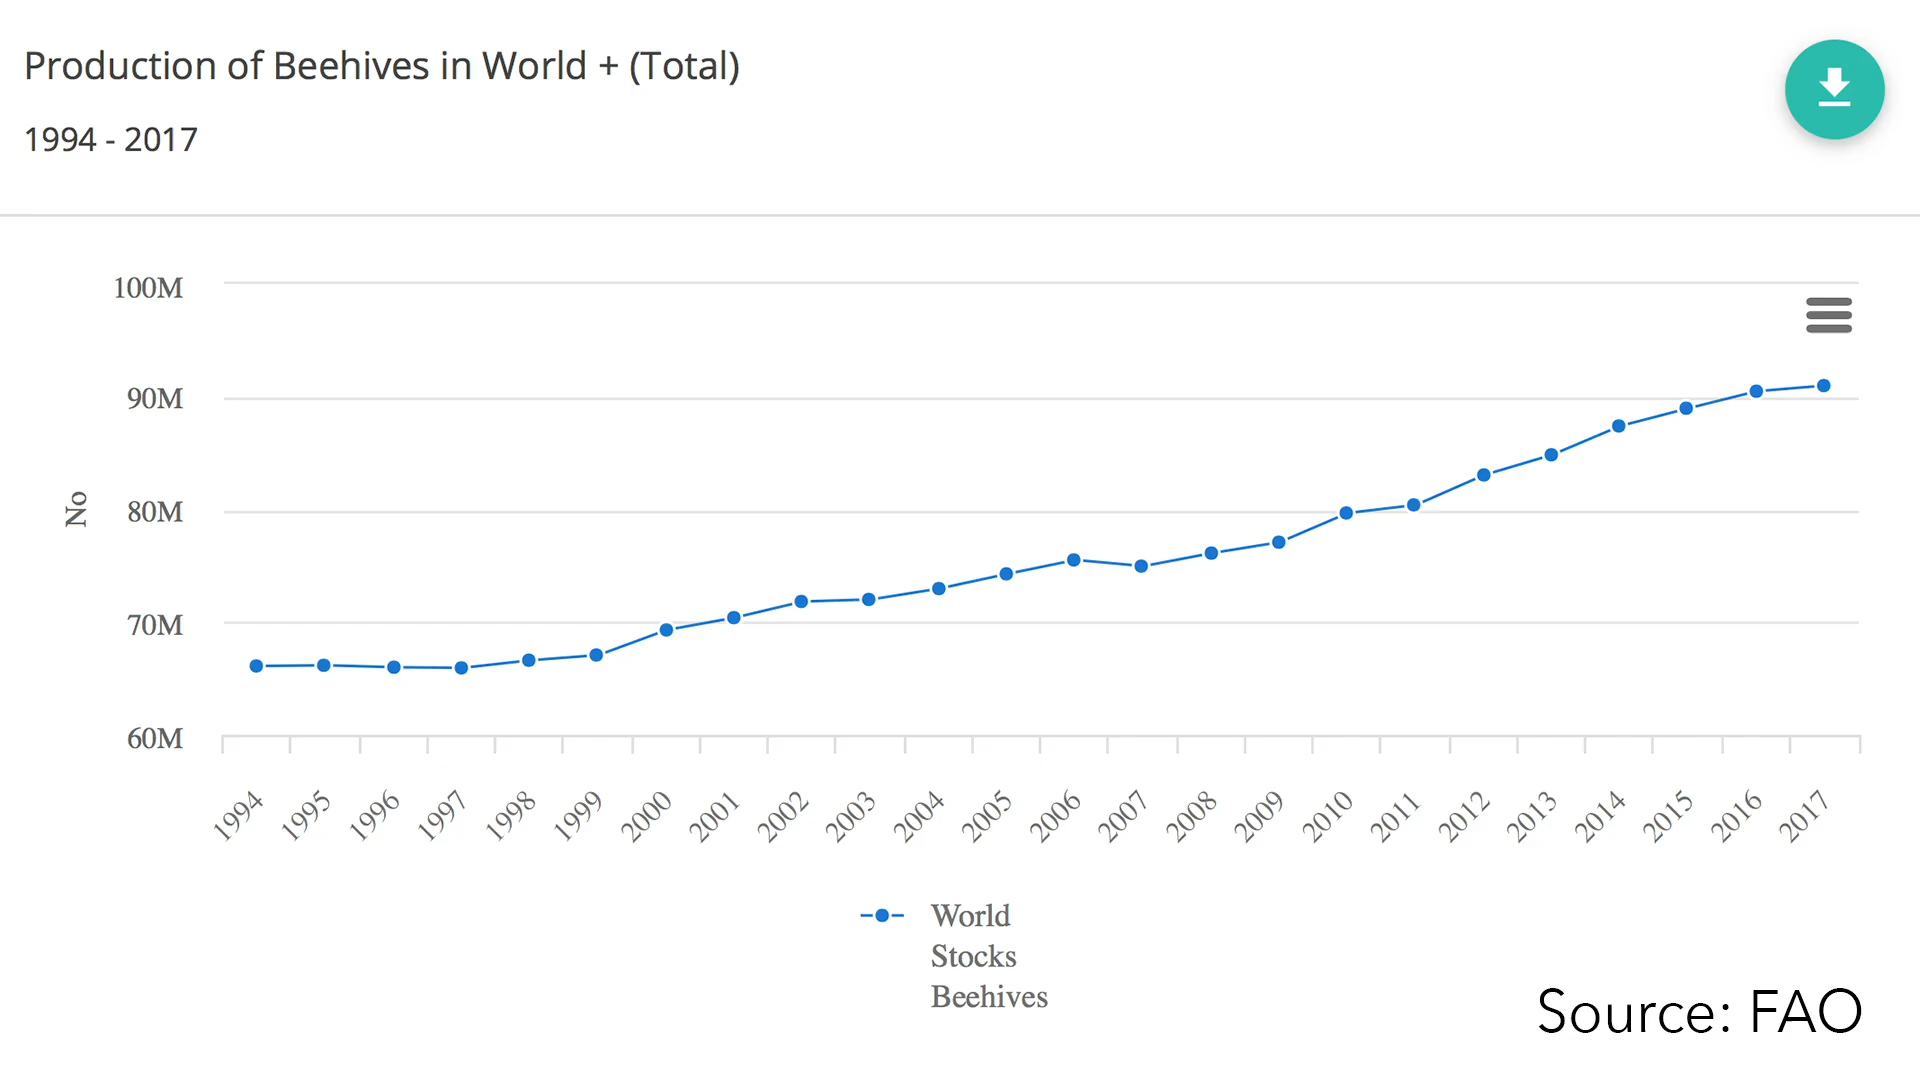 Production of Beehives in World + (Total)
1994 - 2017
100M
90M
80M
70M
60M
No
1994 1995 1996 1997 1998 1999 2000 2001 2002 2003 2004 2005 2006 2007 2008 2009 2010 2011 2012 2013 2014 2015 2016 2017
World
Stocks
Beehives
Source: FAO